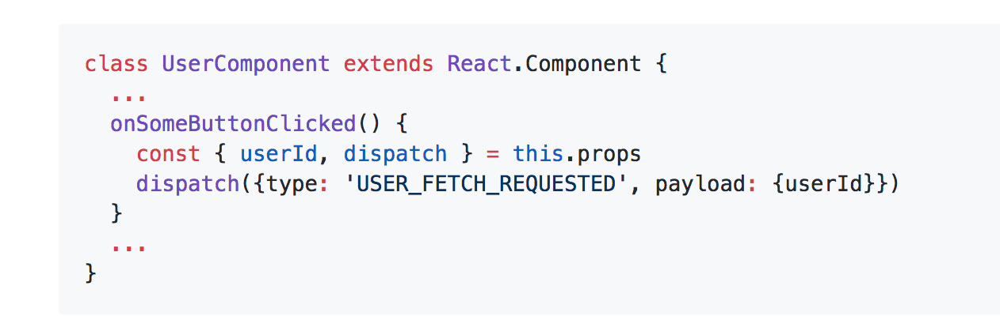 class UserComponent extends React.Component {
  ...
  onSomeButtonClicked() {
    const { userId, dispatch } = this.props
    dispatch({type: 'USER_FETCH_REQUESTED', payload: {userId}})
  }
  ...
}